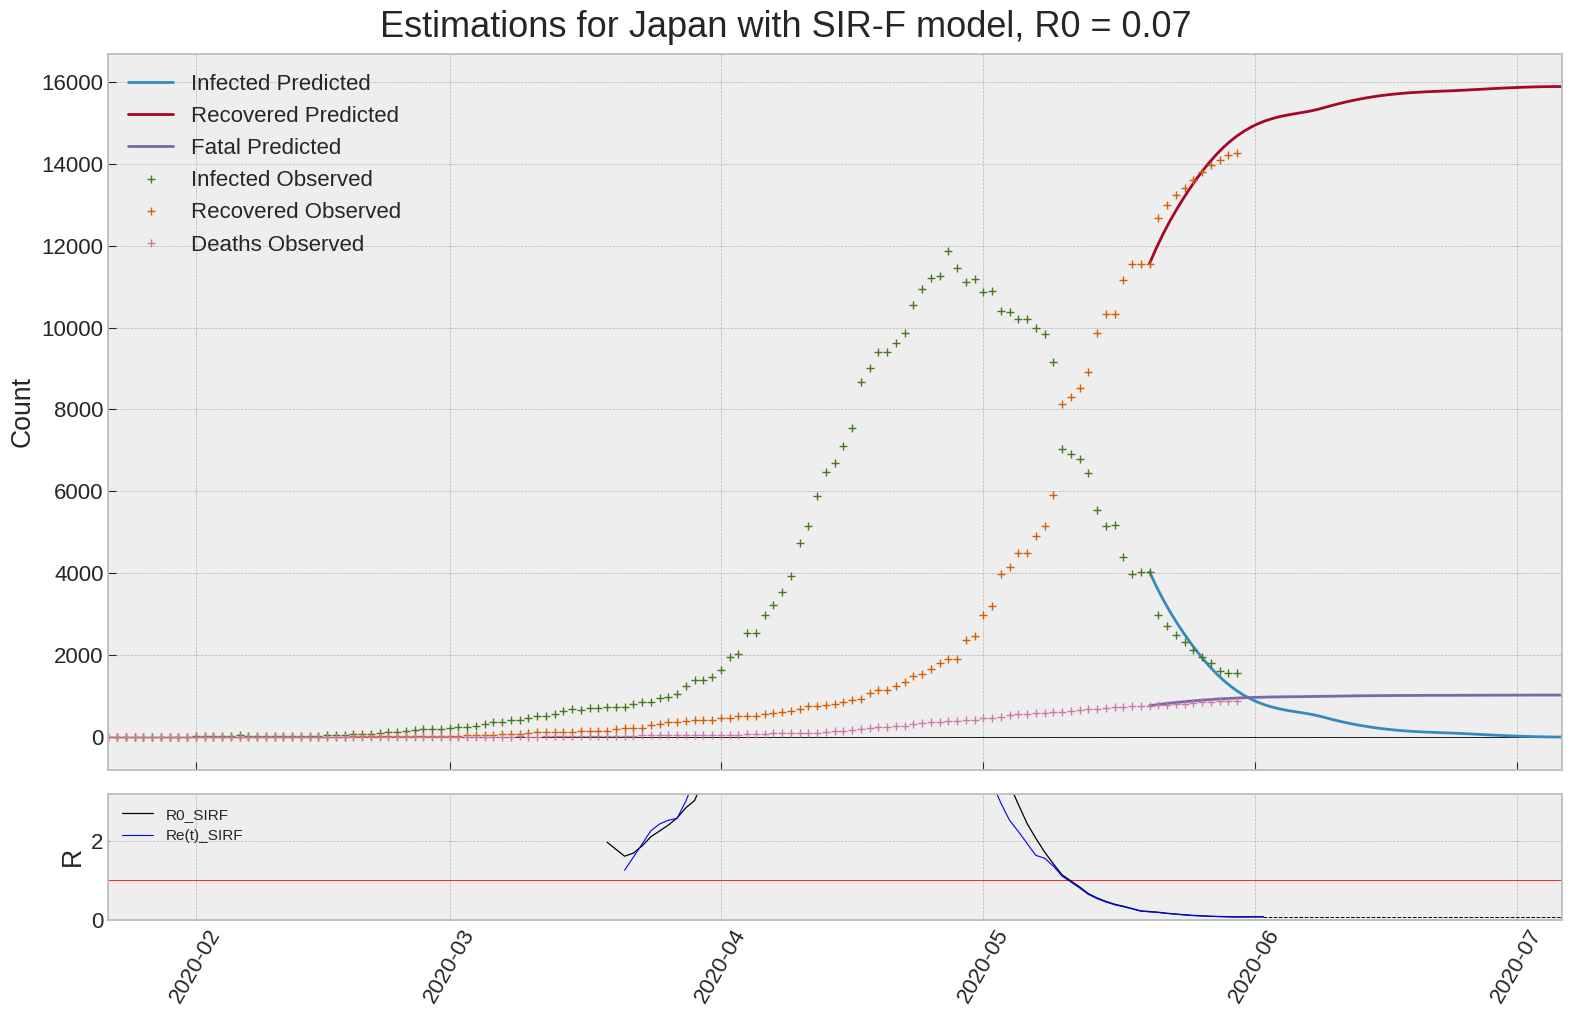 Estimations for Japan with SIR-F model, R0 = 0.07
Infected Predicted
Recovered Predicted
Fatal Predicted
Infected Observed
Recovered Observed
Deaths Observed
16000
14000
12000
10000
8000
6000
4000
2000
0
Count
R0_SIRF
Re(t)_SIRF
2
0
R
2020-02
2020-03
2020-04
2020-05
2020-06
2020-07